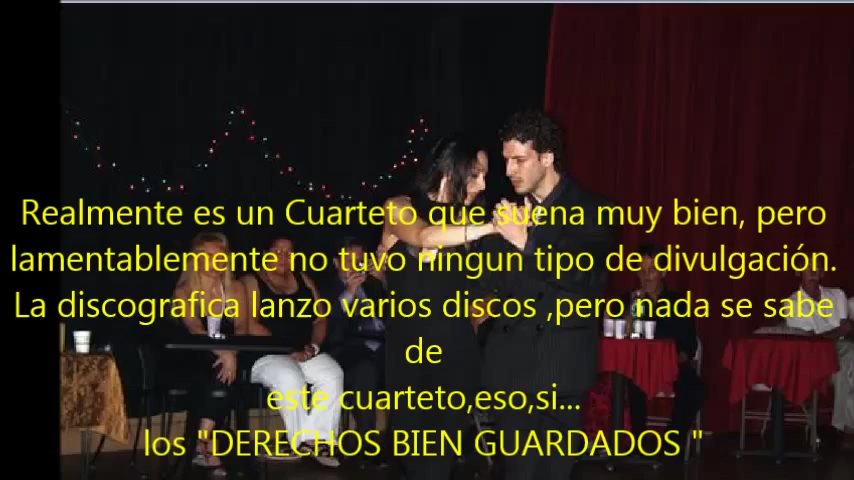 Realmente es un Cuarteto que suena muy bien, pero
lamentablemente no tuvo ningun tipo de divulgación.
La discografica lanzo varios discos ,pero nada se sabe
de
este cuarteto,eso,si...
los "DERECHOS BIEN GUARDADOS "